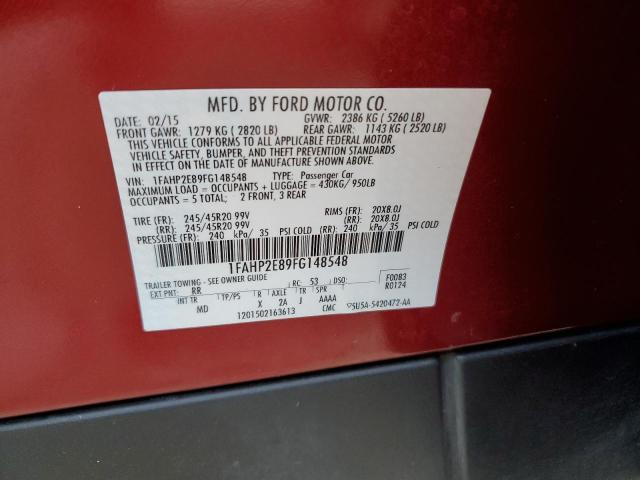 MFD. BY FORD MOTOR CO.
DATE: 02/15 GVWR: 2386 KG ( 5260 LB)
FRONT GAWR: 1279 KG ( 2820 LB) REAR GAWR: 1143 KG ( 2520 LB)
THIS VEHICLE CONFORMS TO ALL APPLICABLE FEDERAL MOTOR
VEHICLE SAFETY, BUMPER, AND THEFT PREVENTION STANDARDS
IN EFFECT ON THE DATE OF MANUFACTURE SHOWN ABOVE.
VIN: 1FAHP2E89FG148548 TYPE: Passenger Car
MAXIMUM LOAD = OCCUPANTS + LUGGAGE = 430KG/ 950LB
OCCUPANTS = 5 TOTAL; 2 FRONT, 3 REAR
TIRE (FR): 245/45R20 99V RIMS (FR): 20X8.0J
(RR): 245/45R20 99V (RR): 20X8.0J
PRESSURE (FR): 240 kPa/ 35 PSI COLD (RR): 240 kPa/ 35 PSI COLD
1FAHP2E89FG148548
TRAILER TOWING - SEE OWNER GUIDE
EXT PNT: RR RC: 53 DSO: F0083
INT TR TP/PS R AXLE TR SPR R0124
MD X 2A J AAAA
1201502163613 CMC 5U5A-5420472-AA